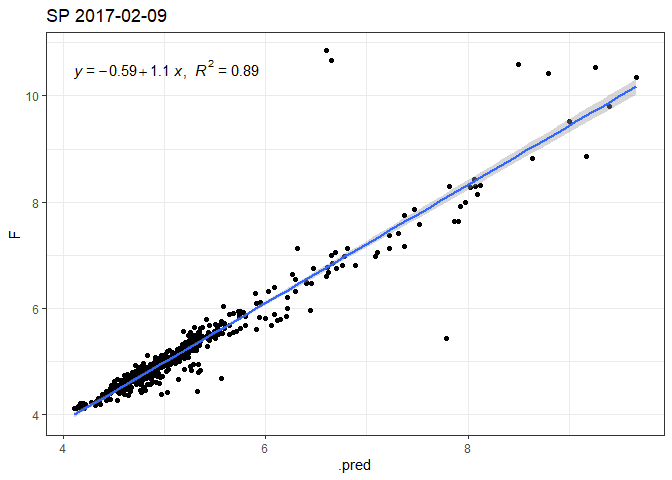 SP 2017-02-09
y = −0.59 + 1.1 x, R² = 0.89
10
8
6
4
F
4 6 8
.pred